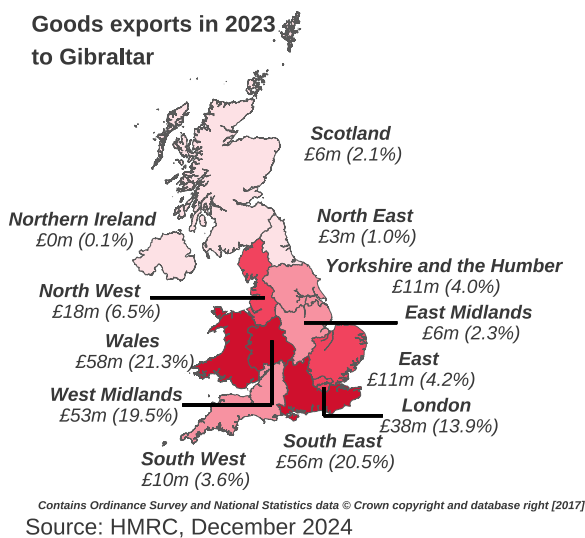 Goods exports in 2023
to Gibraltar
Scotland
£6m (2.1%)
Northern Ireland
£0m (0.1%)
North East
£3m (1.0%)
Yorkshire and the Humber
£11m (4.0%)
North West
£18m (6.5%)
East Midlands
£6m (2.3%)
Wales
£58m (21.3%)
East
£11m (4.2%)
West Midlands
£53m (19.5%)
London
£38m (13.9%)
South East
£56m (20.5%)
South West
£10m (3.6%)
Contains Ordinance Survey and National Statistics data © Crown copyright and database right [2017]
Source: HMRC, December 2024